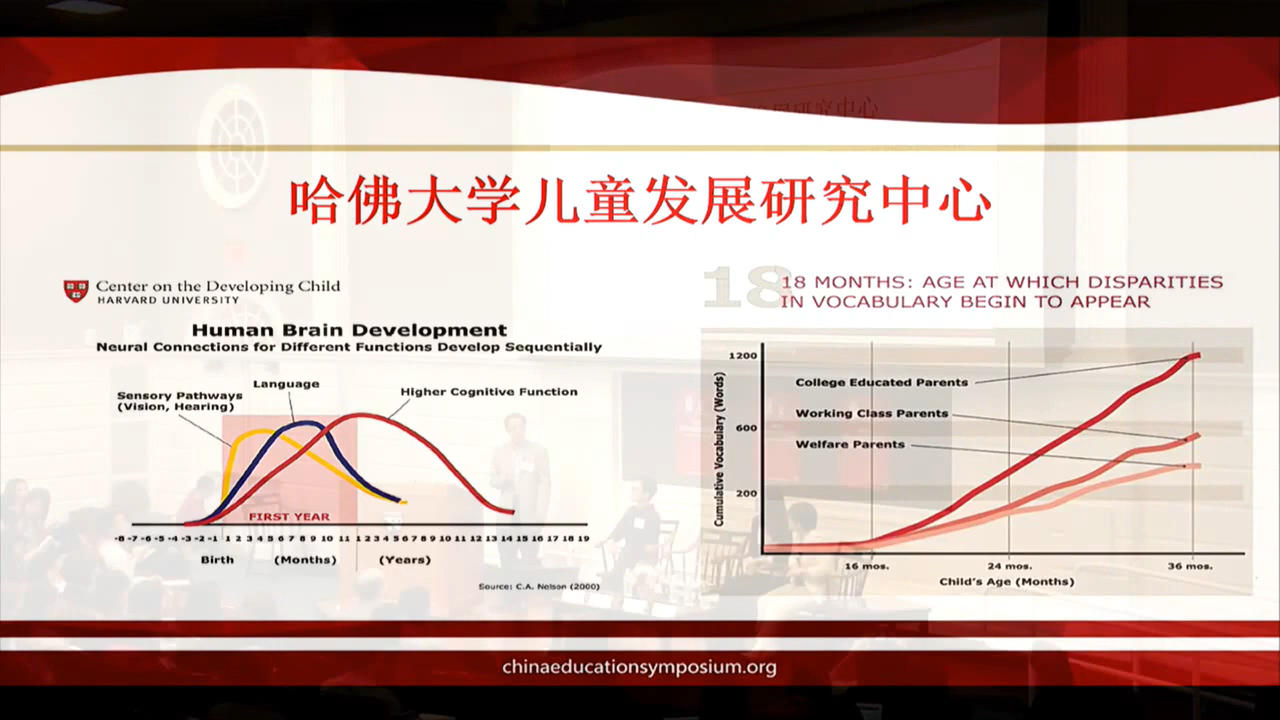 哈佛大学儿童发展研究中心
Center on the Developing Child
HARVARD UNIVERSITY
Human Brain Development
Neural Connections for Different Functions Develop Sequentially
Language
Sensory Pathways
(Vision, Hearing)
Higher Cognitive Function
FIRST YEAR
-8 -7 -6 -5 -4 -3 -2 -1 1 2 3 4 5 6 7 8 9 10 11 1 2 3 4 5 6 7 8 9 10 11 12 13 14 15 16 17 18 19
Birth (Months) (Years)
Source: C.A. Nelson (2000)
18
18 MONTHS: AGE AT WHICH DISPARITIES
IN VOCABULARY BEGIN TO APPEAR
Cumulative Vocabulary (Words)
1200
College Educated Parents
Working Class Parents
600
Welfare Parents
200
16 mos. 24 mos. 36 mos.
Child's Age (Months)
chinaeducationsymposium.org